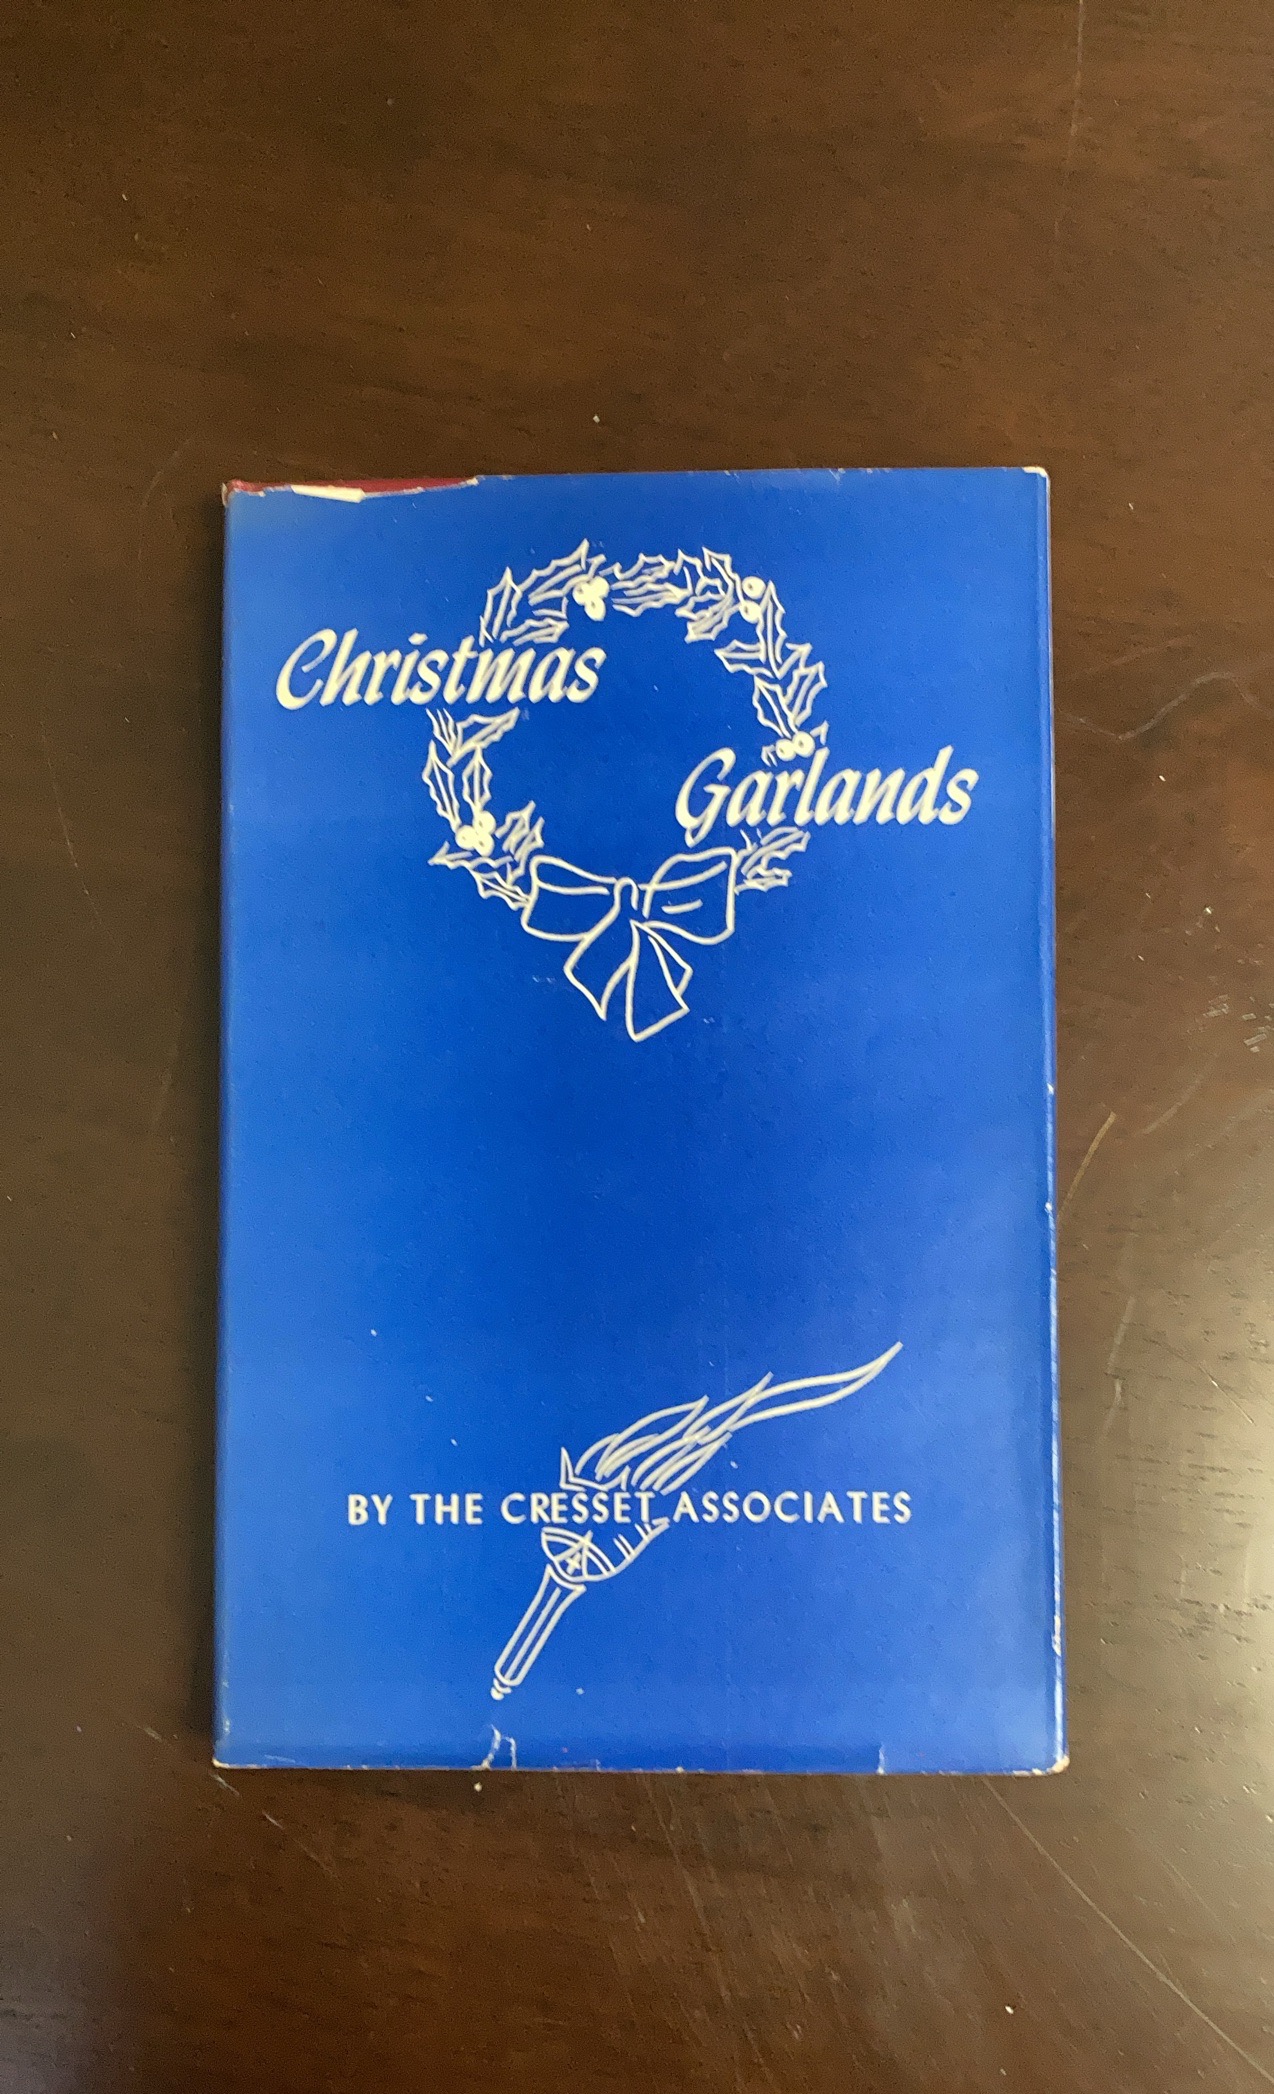 Christmas
Garlands
BY THE CRESSET ASSOCIATES